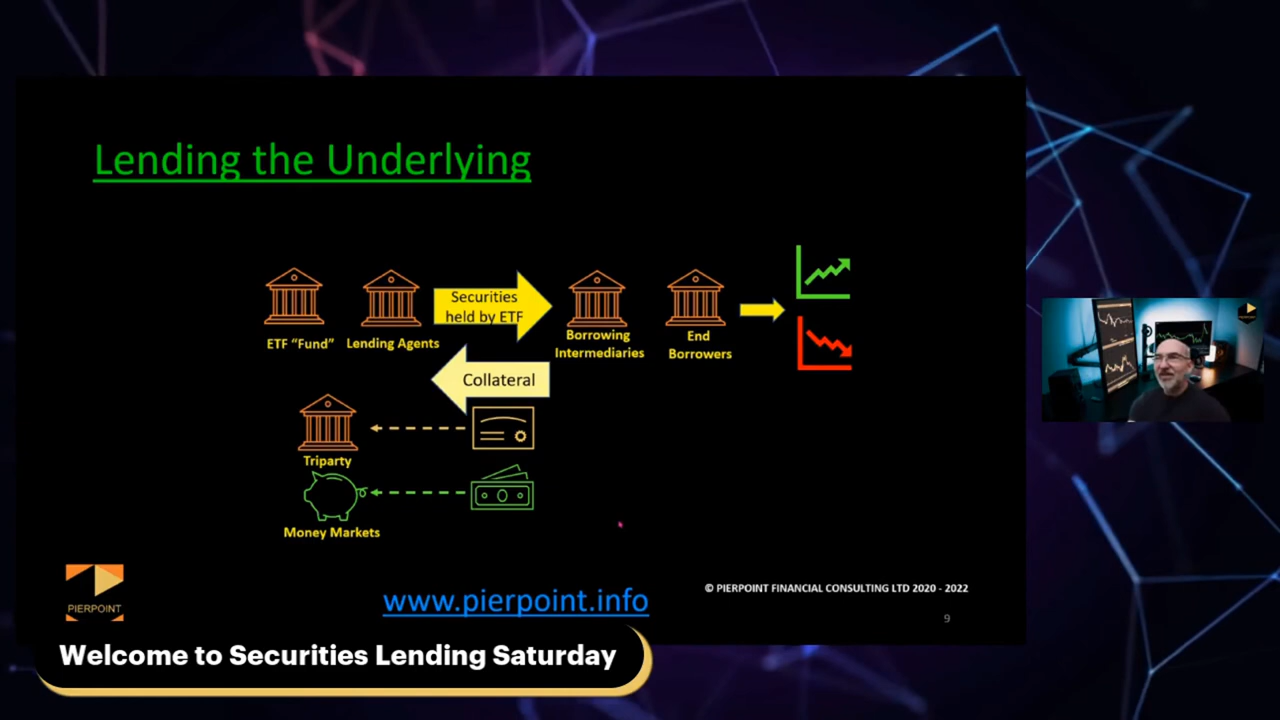 Lending the Underlying
Securities
held by ETF
ETF “Fund”
Lending Agents
Borrowing
Intermediaries
End
Borrowers
Collateral
Triparty
Money Markets
PIERPOINT
www.pierpoint.info
© PIERPOINT FINANCIAL CONSULTING LTD 2020 - 2022
9
Welcome to Securities Lending Saturday